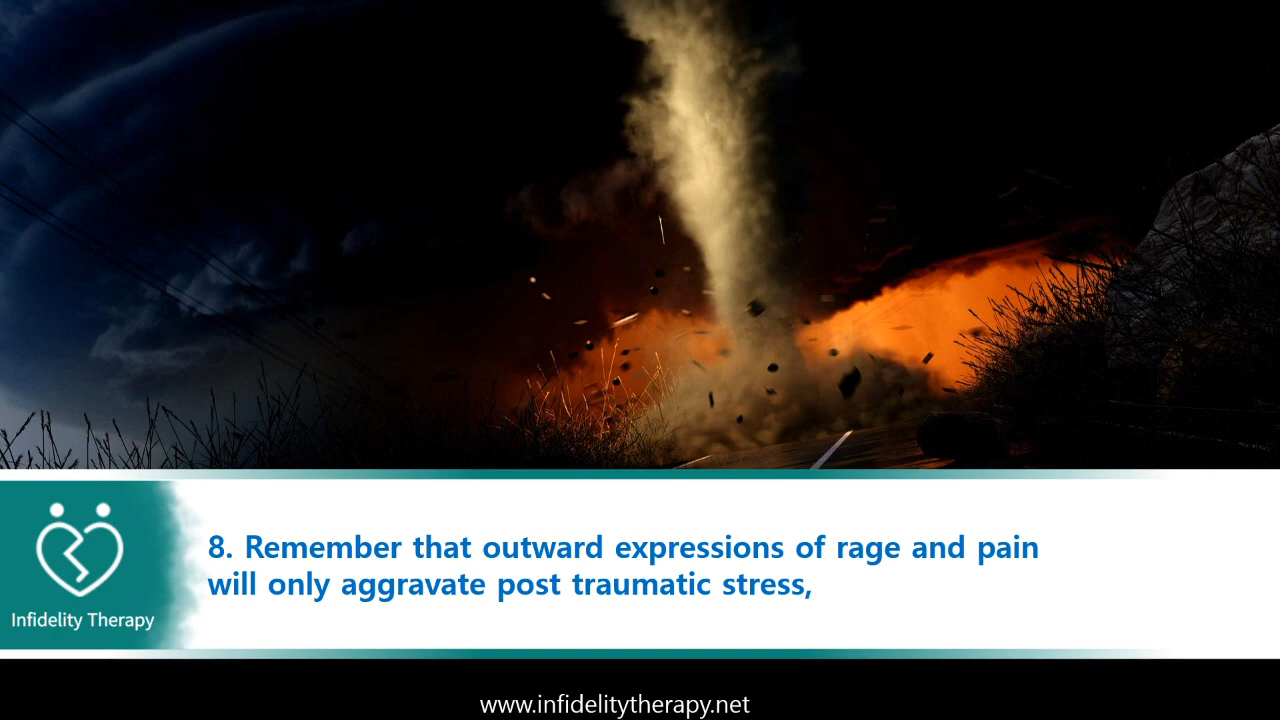 8. Remember that outward expressions of rage and pain
will only aggravate post traumatic stress,
Infidelity Therapy
www.infidelitytherapy.net